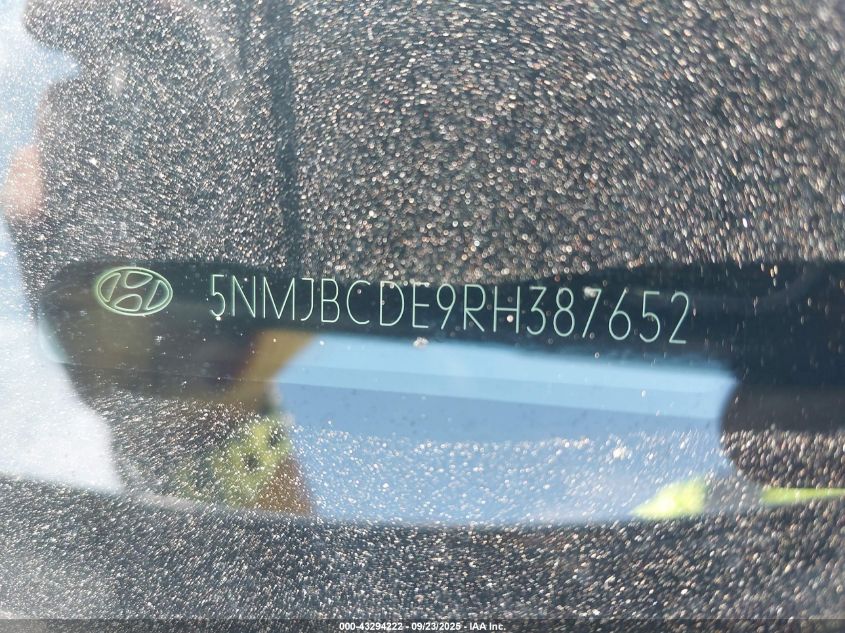 5NMJBCDE9RH387652
000-43294222 - 09/23/2025 - IAA Inc.